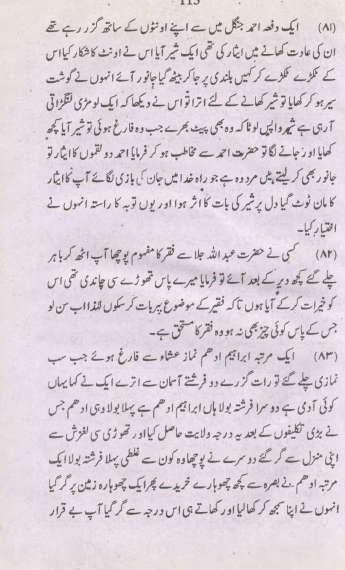 113
(۸۱) ایک دفعہ احمد جنگل میں سے اپنے اونٹوں کے ساتھ گزر رہے تھے
ان کی عادت کھانے میں ایثار کی تھی ایک شیر آیا اس نے اونٹ کا شکار کیا اس
کے ٹکڑے ٹکڑے کر کہیں بلندی پر جا کر بیٹھ گیا جانور آئے انہوں نے گوشت
سیر ہو کر کھایا تو شیر کھانے کے لئے اترا تو اس نے دیکھا کہ ایک لومڑی لنگڑاتی
آ رہی ہے شیر واپس لوٹا کہ وہ بھی پیٹ بھرے جب وہ فارغ ہوئی تو شیر آیا کچھ
کھایا اور جانے لگا تو حضرت احمد سے مخاطب ہو کر فرمایا احمد دو لقموں کا ایثار تو
جانور بھی کر لیتے ہیں مرد وہ ہے جو راہ خدا میں جان کی بازی لگائے آپ کا ایثار
کا مان ٹوٹ گیا دل پر شیر کی بات کا اثر ہوا اور یوں توبہ کا راستہ انہوں نے
اختیار کیا۔
(۸۲) کسی نے حضرت عبد اللہ جلا سے فقر کا مفہوم پوچھا آپ اٹھ کر باہر
چلے گئے کچھ دیر کے بعد آئے تو فرمایا میرے پاس تھوڑے سی چاندی تھی اس
کو خیرات کر کے آیا ہوں تاکہ فقیر کے موضوع پر بات کر سکوں لہٰذا اب سن لو
جس کے پاس کوئی چیز بھی نہ ہو وہ فقر کا مستحق ہے۔
(۸۳) ایک مرتبہ ابراہیم ادھم نماز عشاء سے فارغ ہوئے جب سب
نمازی چلے گئے تو رات گزرے دو فرشتے آسمان سے اترے ایک نے کہا یہاں
کوئی آدمی ہے دوسرا فرشتہ بولا ہاں ابراہیم ادھم ہے پہلا بولا وہی ادھم جس
نے بڑی تکلیفوں کے بعد یہ درجہ ولایت حاصل کیا اور تھوڑی سی لغزش سے
اپنی منزل سے گر گئے دوسرے نے پوچھا وہ کون سے غلطی پہلا فرشتہ بولا ایک
مرتبہ ادھم نے بصرہ سے کچھ چھوہارے خریدے پھر ایک چھوہارہ زمین پر گر گیا
انہوں نے اپنا سمجھ کر کھا لیا اور کھاتے ہی اس درجہ سے گر گیا آپ بے قرار